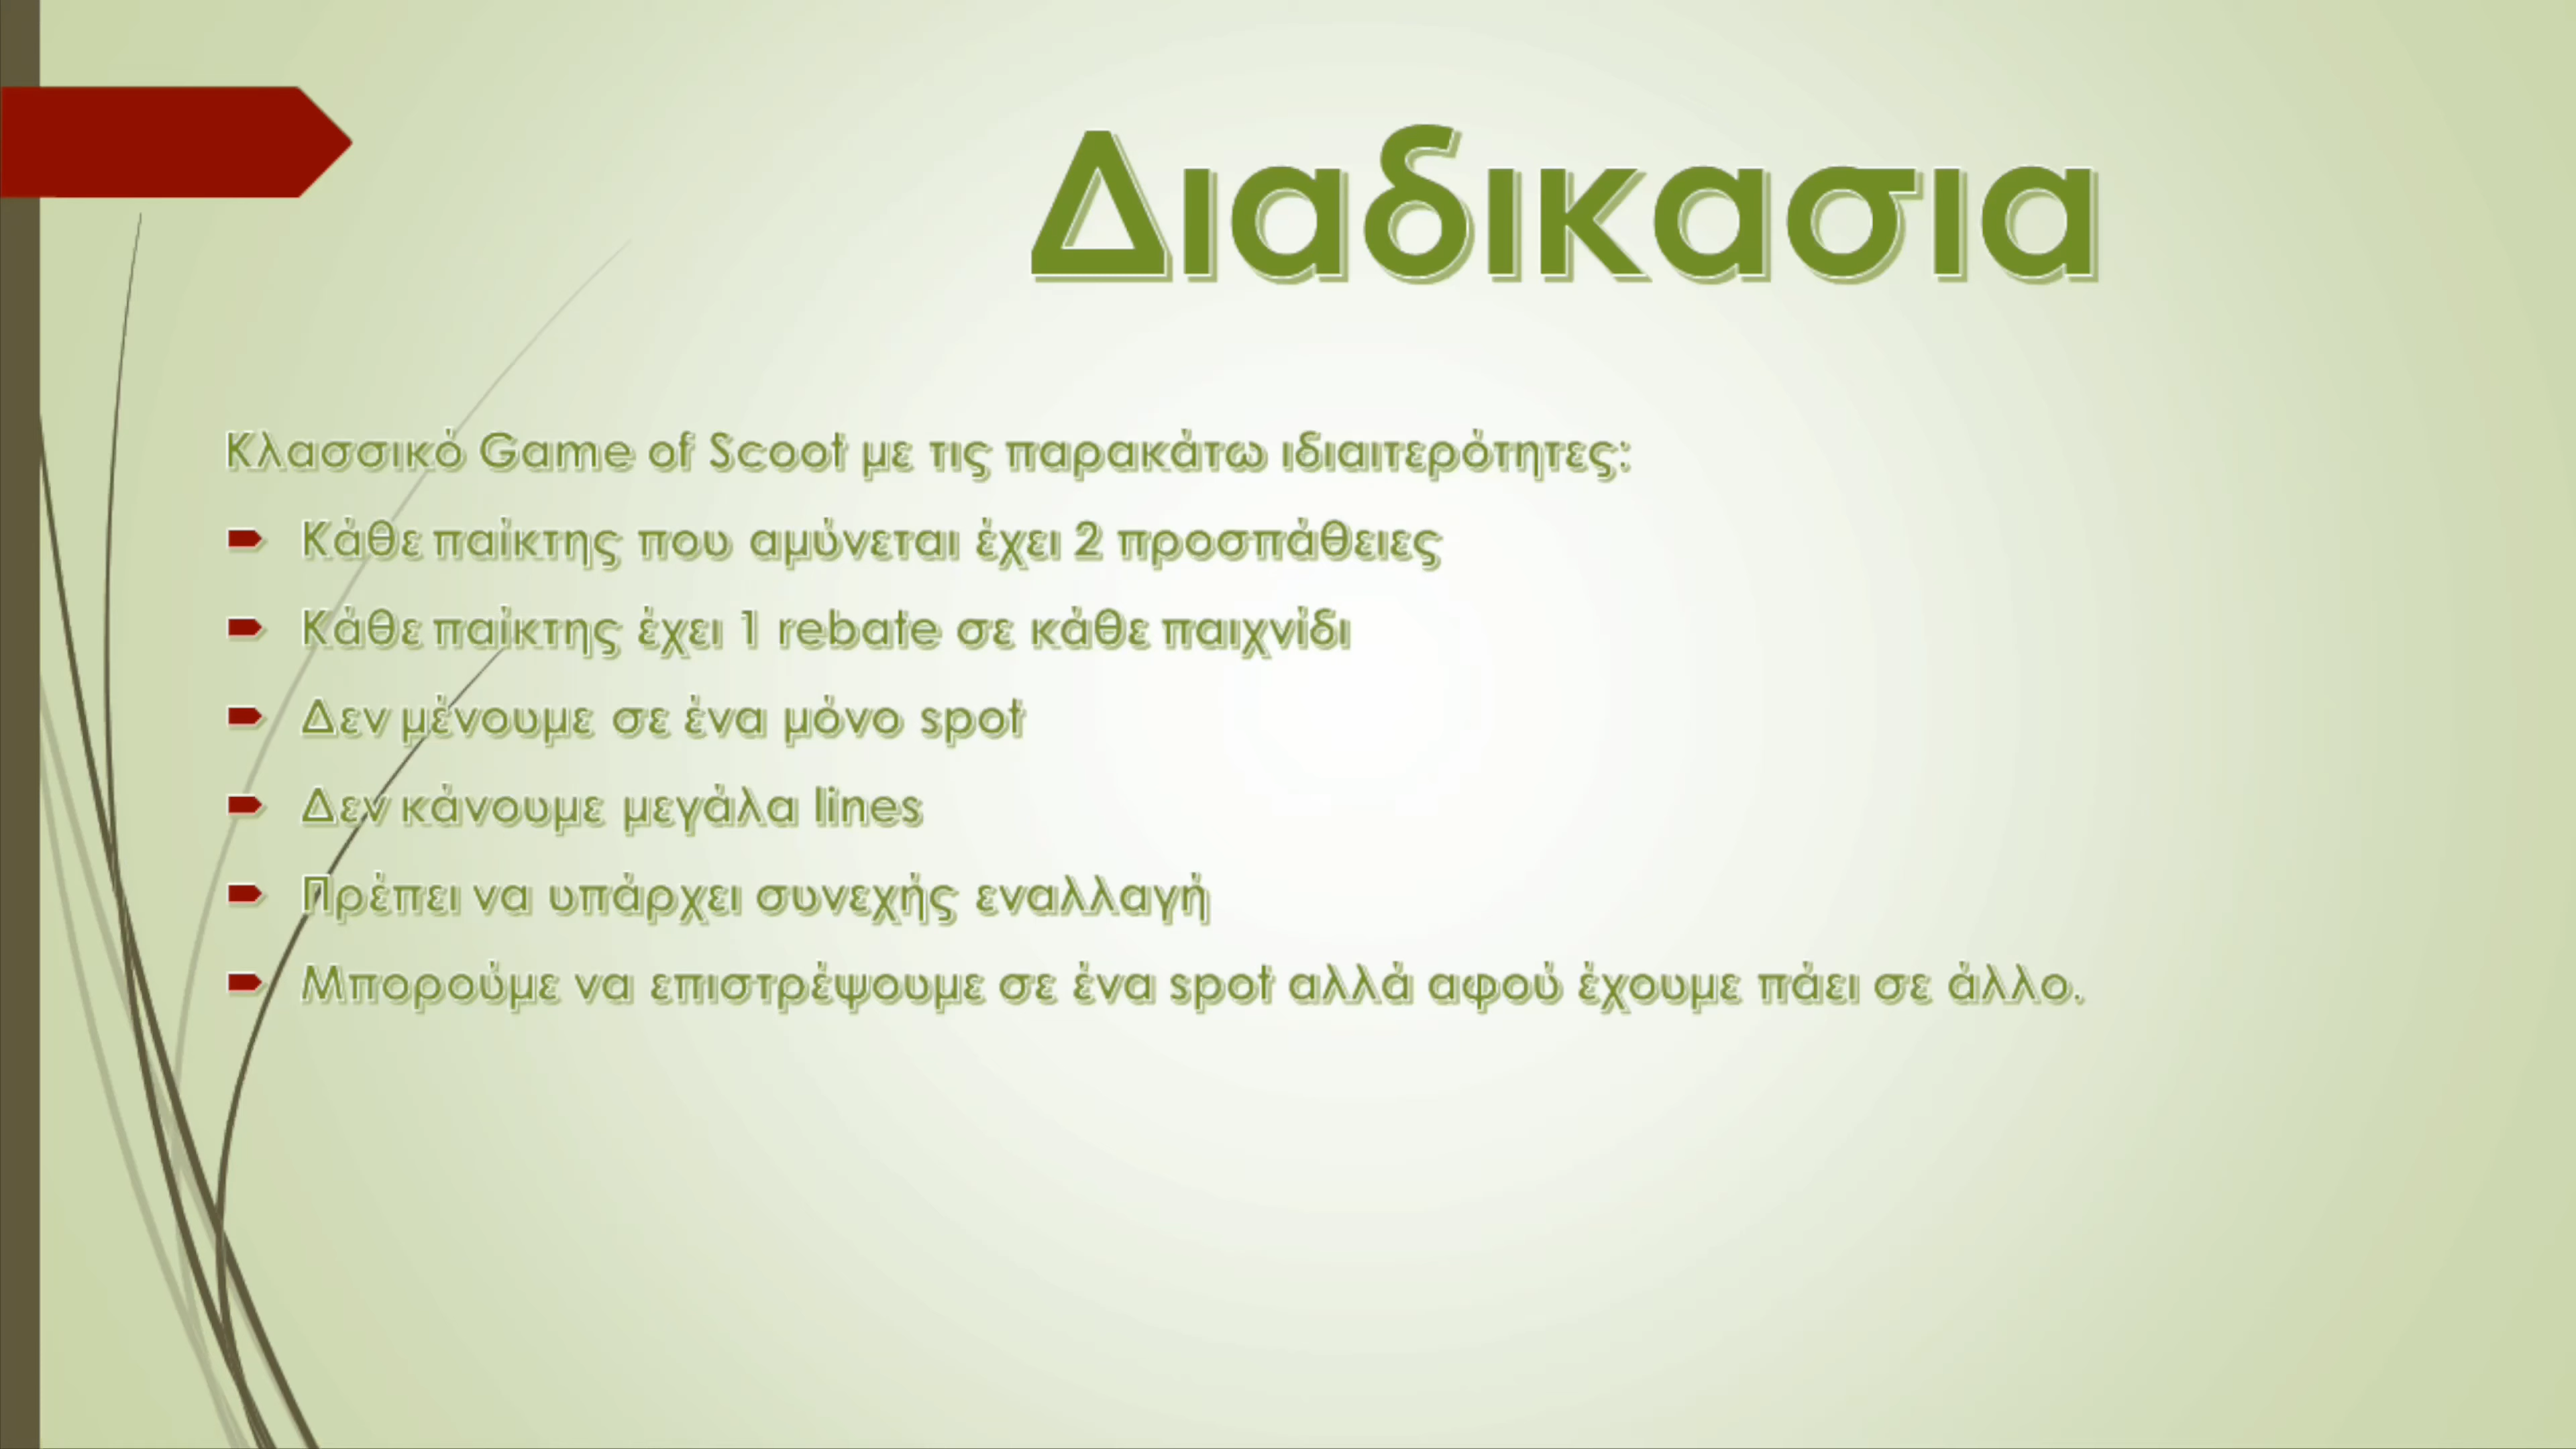 Διαδικασια
Κλασσικό Game of Scoot με τις παρακάτω ιδιαιτερότητες:
Κάθε παίκτης που αμύνεται έχει 2 προσπάθειες
Κάθε παίκτης έχει 1 rebate σε κάθε παιχνίδι
Δεν μένουμε σε ένα μόνο spot
Δεν κάνουμε μεγάλα lines
Πρέπει να υπάρχει συνεχής εναλλαγή
Μπορούμε να επιστρέψουμε σε ένα spot αλλά αφού έχουμε πάει σε άλλο.